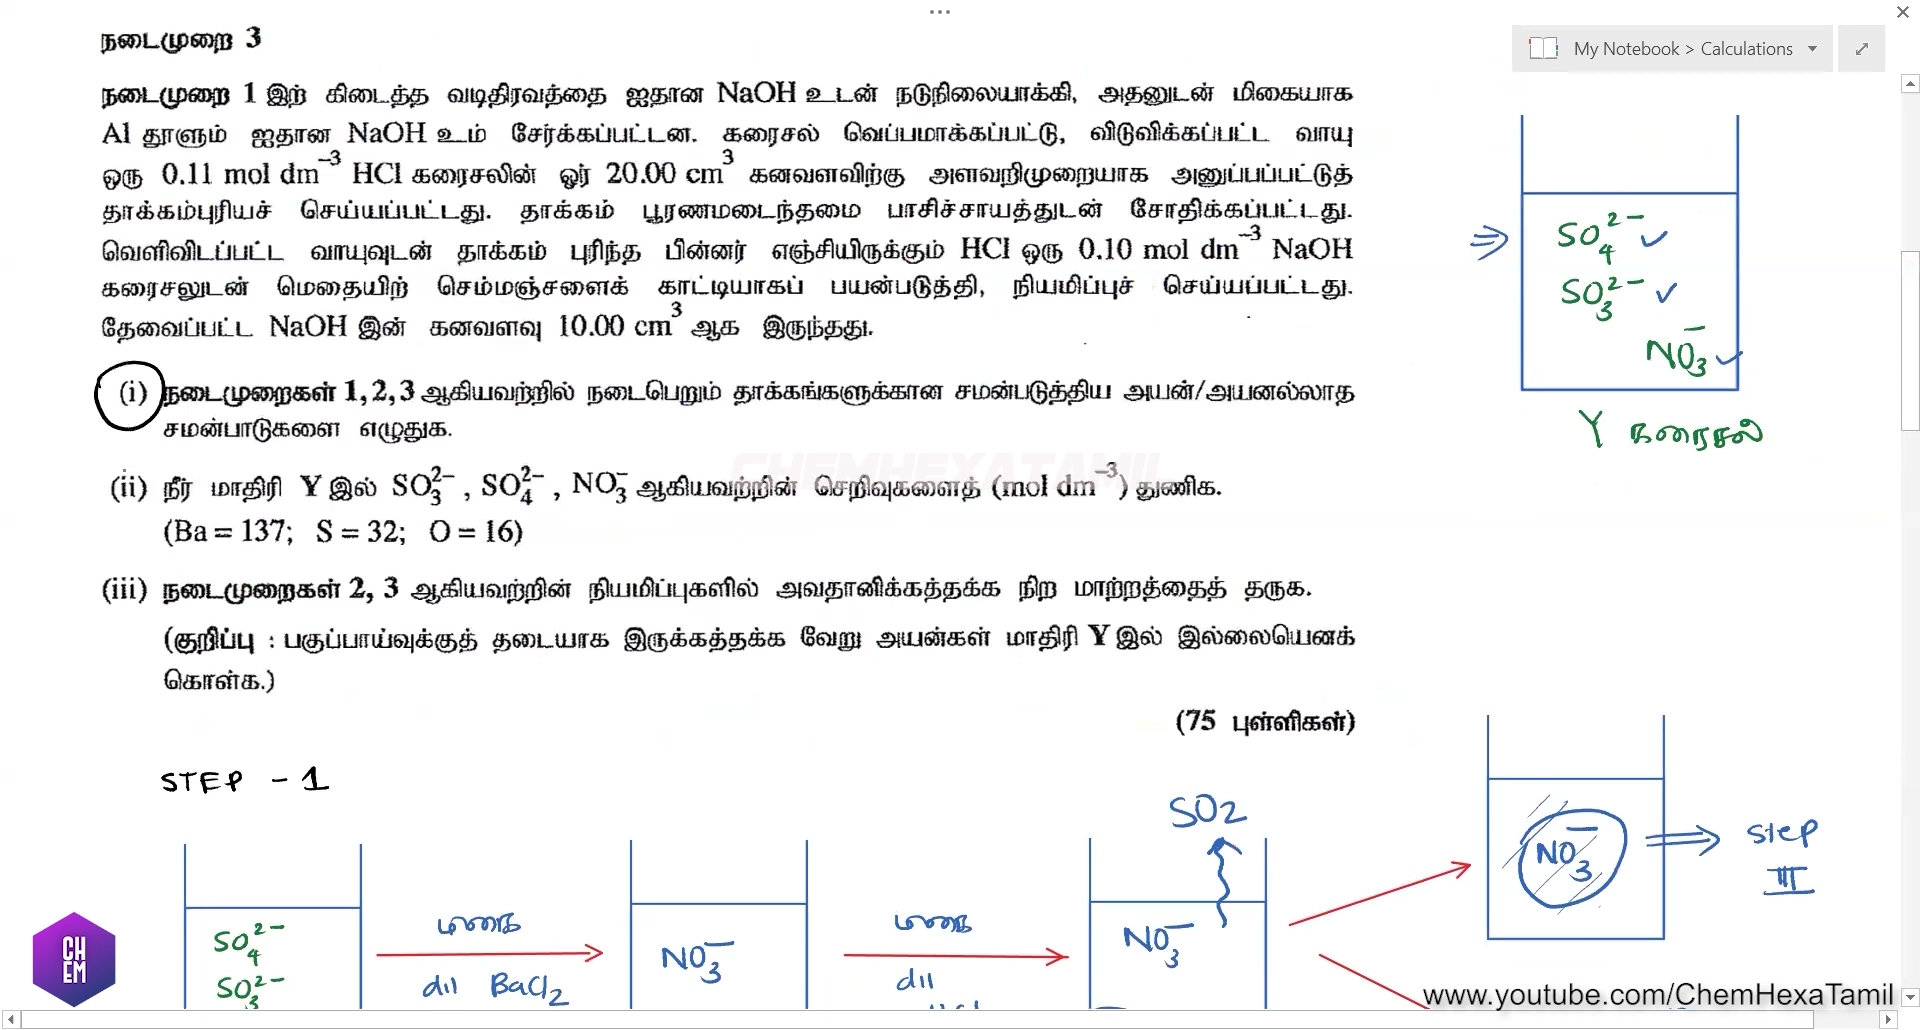 My Notebook > Calculations
நடைமுறை 3
நடைமுறை 1 இற் கிடைத்த வடிதிரவத்தை ஐதான NaOH உடன் நடுநிலையாக்கி, அதனுடன் மிகையாக
Al தூளும் ஐதான NaOH உம் சேர்க்கப்பட்டன. கரைசல் வெப்பமாக்கப்பட்டு, விடுவிக்கப்பட்ட வாயு
ஒரு 0.11 mol dm⁻³ HCl கரைசலின் ஓர் 20.00 cm³ கனவளவிற்கு அளவறிமுறையாக அனுப்பப்பட்டுத்
தாக்கம்புரியச் செய்யப்பட்டது. தாக்கம் பூரணமடைந்தமை பாசிச்சாயத்துடன் சோதிக்கப்பட்டது.
வெளிவிடப்பட்ட வாயுவுடன் தாக்கம் புரிந்த பின்னர் எஞ்சியிருக்கும் HCl ஒரு 0.10 mol dm⁻³ NaOH
கரைசலுடன் மெதையிற் செம்மஞ்சளைக் காட்டியாகப் பயன்படுத்தி, நியமிப்புச் செய்யப்பட்டது.
தேவைப்பட்ட NaOH இன் கனவளவு 10.00 cm³ ஆக இருந்தது.
(i) நடைமுறைகள் 1, 2, 3 ஆகியவற்றில் நடைபெறும் தாக்கங்களுக்கான சமன்படுத்திய அயன்/அயனல்லாத
சமன்பாடுகளை எழுதுக.
(ii) நீர் மாதிரி Y இல் SO₃²⁻, SO₄²⁻, NO₃⁻ ஆகியவற்றின் செறிவுகளைத் (mol dm⁻³) துணிக.
(Ba = 137; S = 32; O = 16)
(iii) நடைமுறைகள் 2, 3 ஆகியவற்றின் நியமிப்புகளில் அவதானிக்கத்தக்க நிற மாற்றத்தைத் தருக.
(குறிப்பு : பகுப்பாய்வுக்குத் தடையாக இருக்கத்தக்க வேறு அயன்கள் மாதிரி Y இல் இல்லையெனக்
கொள்க.)
(75 புள்ளிகள்)
CHEMHEXATAMIL
⇒ SO₄²⁻ ✓
SO₃²⁻ ✓
NO₃⁻ ✓
Y கரைசல்
STEP - 1
SO₄²⁻
SO₃²⁻
மிகை
dil BaCl₂
NO₃⁻
மிகை
dil
SO2
NO₃⁻
NO₃⁻ ⇒ Step
III
CH
EM
www.youtube.com/ChemHexaTamil